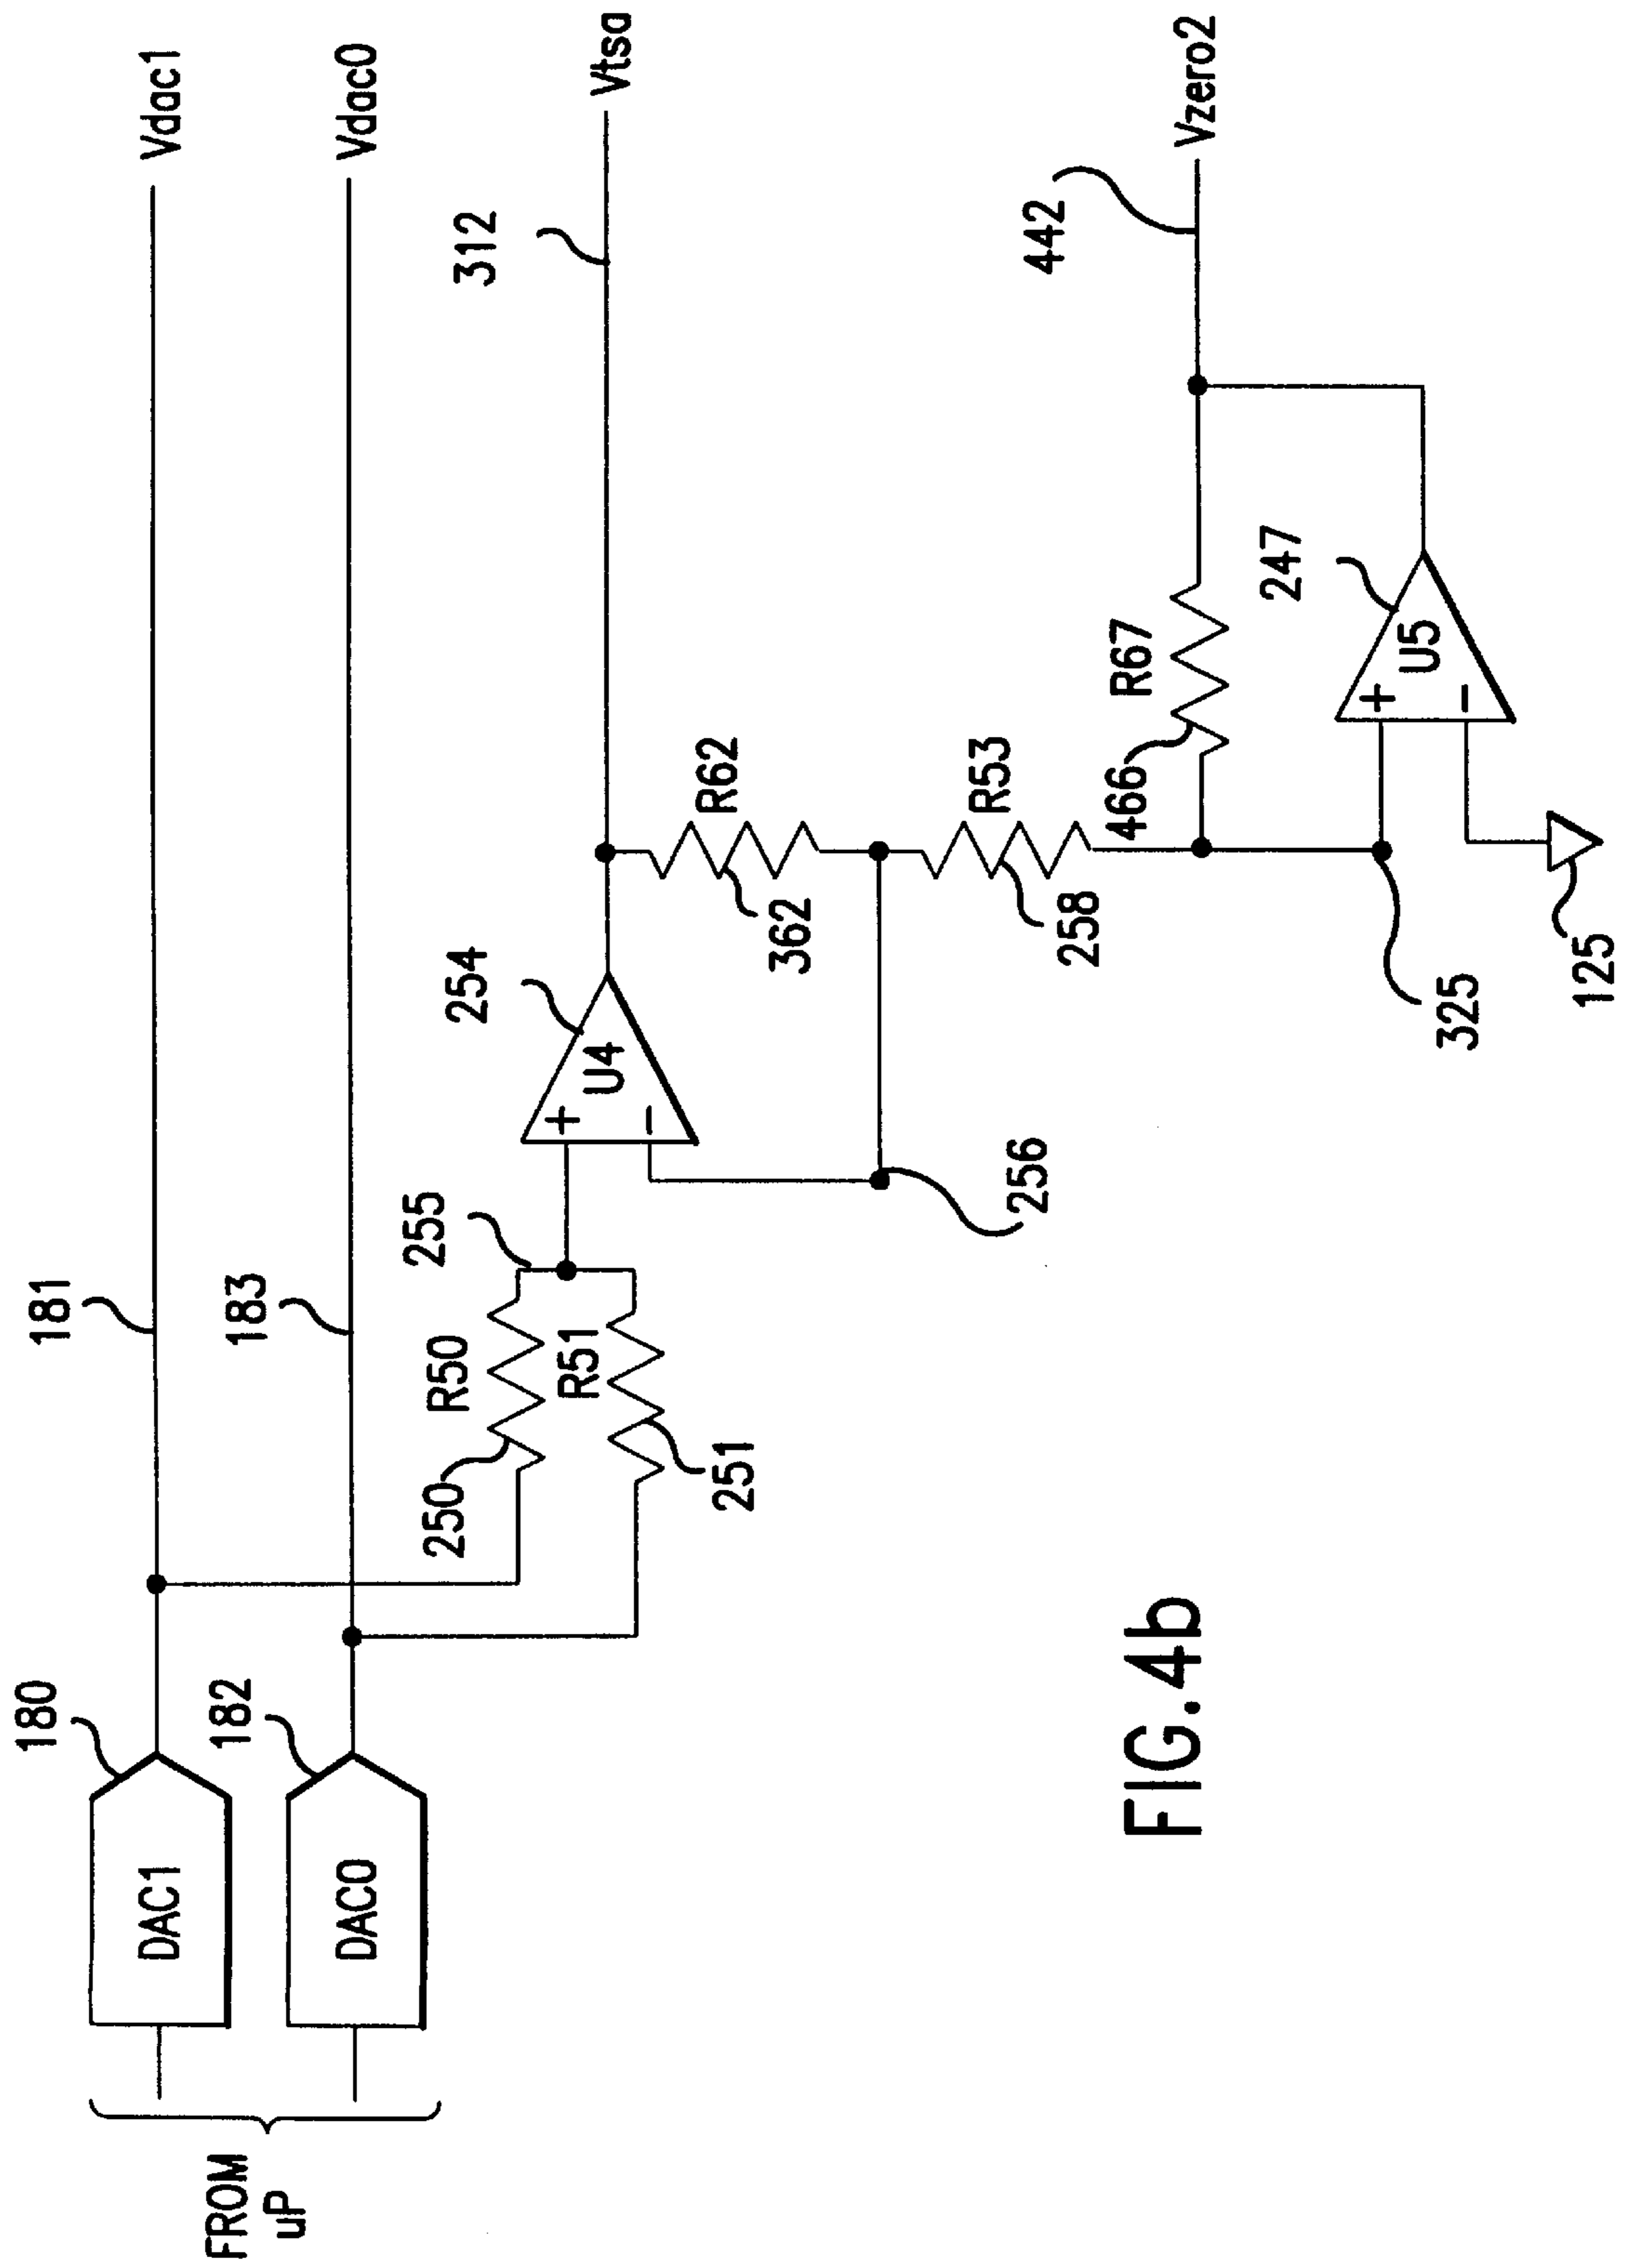 Vdac1
Vdac0
Vtsa
Vzero2
181
183
312
442
180
182
DAC1
DAC0
FROM
uP
250
R50
R51
251
255
254
+
U4
−
256
362
R62
258
R53
466
R67
247
+
U5
−
325
125
FIG.4b